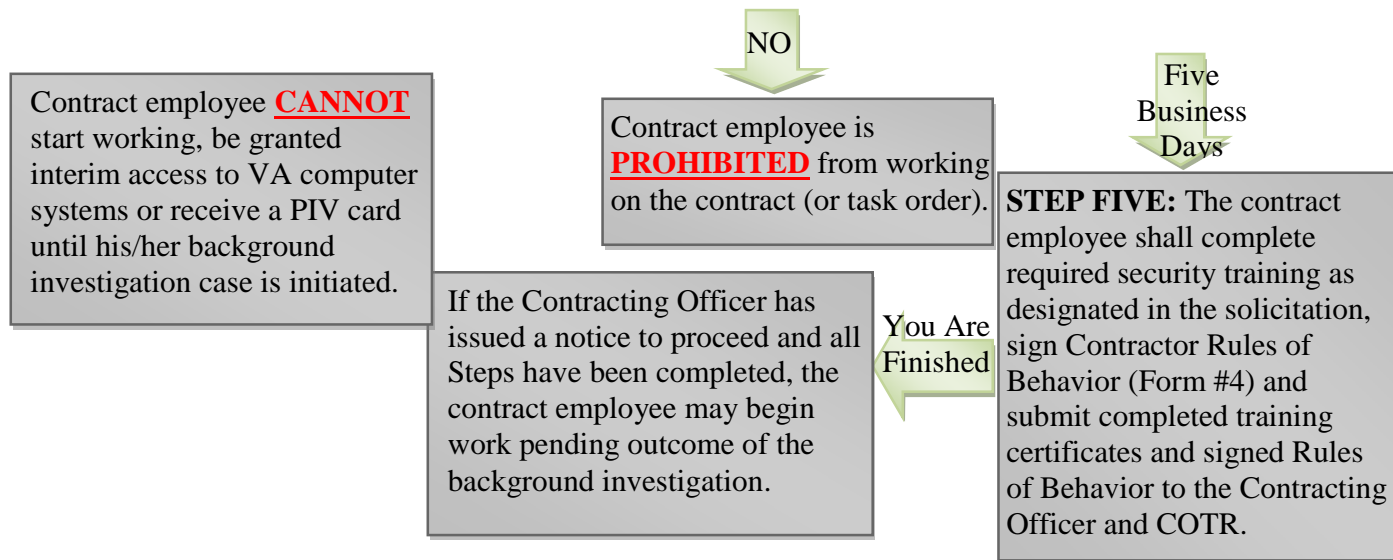 NO
Five
Business
Days
Contract employee CANNOT
start working, be granted
interim access to VA computer
systems or receive a PIV card
until his/her background
investigation case is initiated.
Contract employee is
PROHIBITED from working
on the contract (or task order).
STEP FIVE: The contract
employee shall complete
required security training as
designated in the solicitation,
sign Contractor Rules of
Behavior (Form #4) and
submit completed training
certificates and signed Rules
of Behavior to the Contracting
Officer and COTR.
You Are
Finished
If the Contracting Officer has
issued a notice to proceed and all
Steps have been completed, the
contract employee may begin
work pending outcome of the
background investigation.